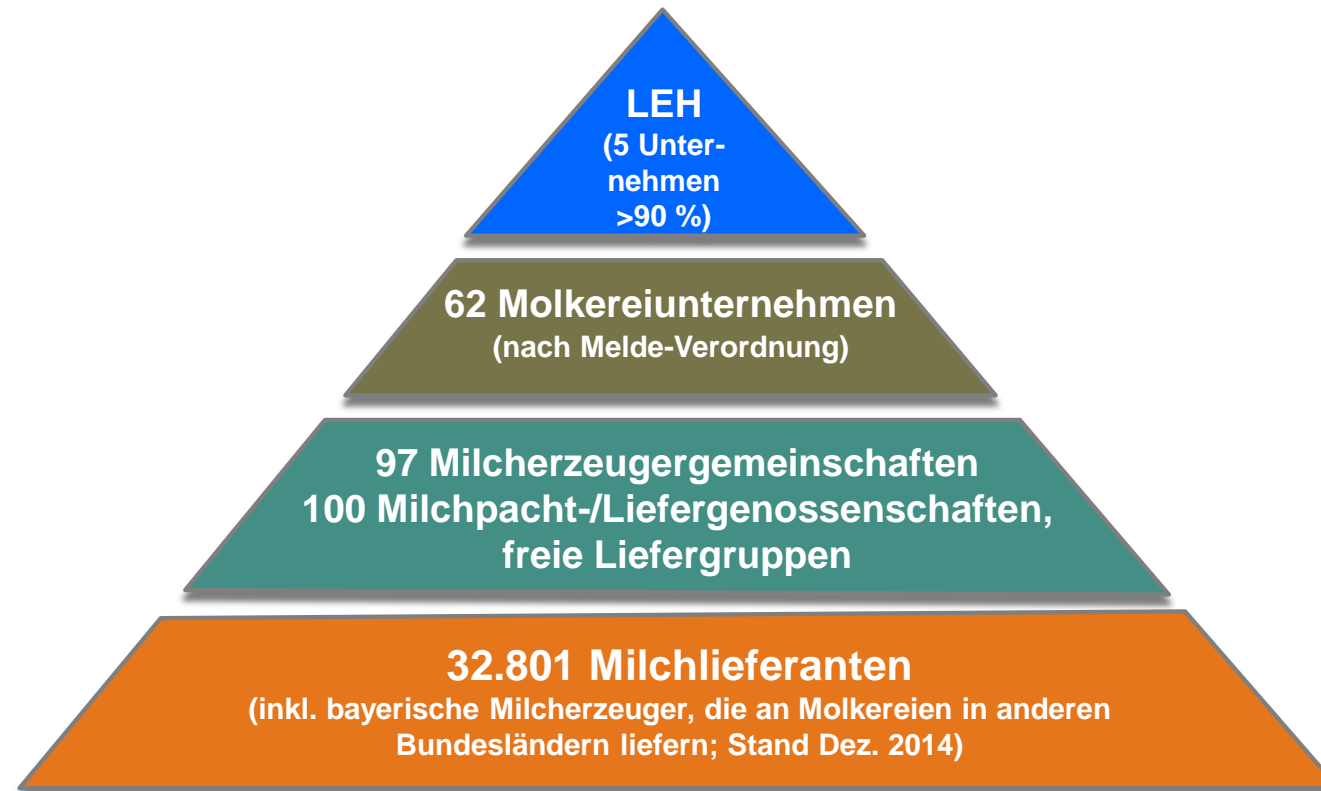 LEH
(5 Unter-
nehmen
>90 %)
62 Molkereiunternehmen
(nach Melde-Verordnung)
97 Milcherzeugergemeinschaften
100 Milchpacht-/Liefergenossenschaften,
freie Liefergruppen
32.801 Milchlieferanten
(inkl. bayerische Milcherzeuger, die an Molkereien in anderen
Bundesländern liefern; Stand Dez. 2014)